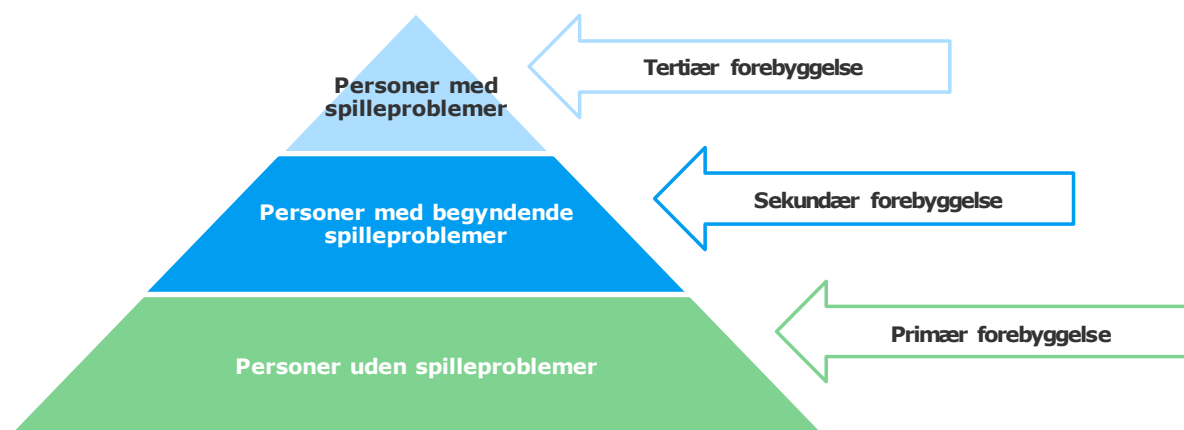 Personer med
spilleproblemer
Tertiær forebyggelse
Personer med begyndende
spilleproblemer
Sekundær forebyggelse
Personer uden spilleproblemer
Primær forebyggelse